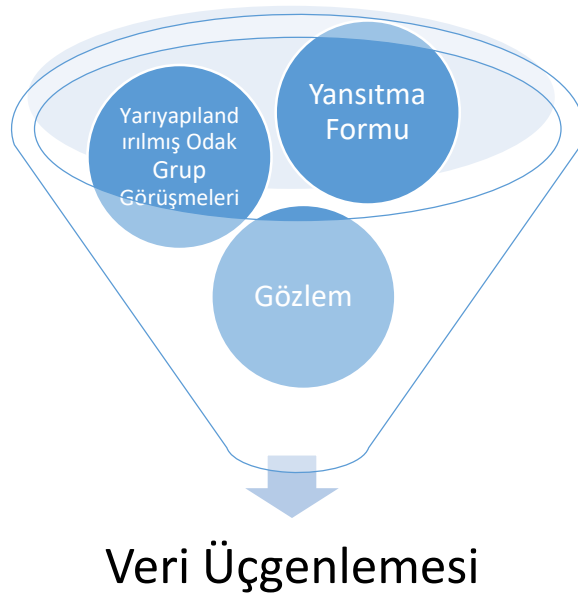 Yansıtma
Formu
Yarıyapıland
ırılmış Odak
Grup
Görüşmeleri
Gözlem
Veri Üçgenlemesi